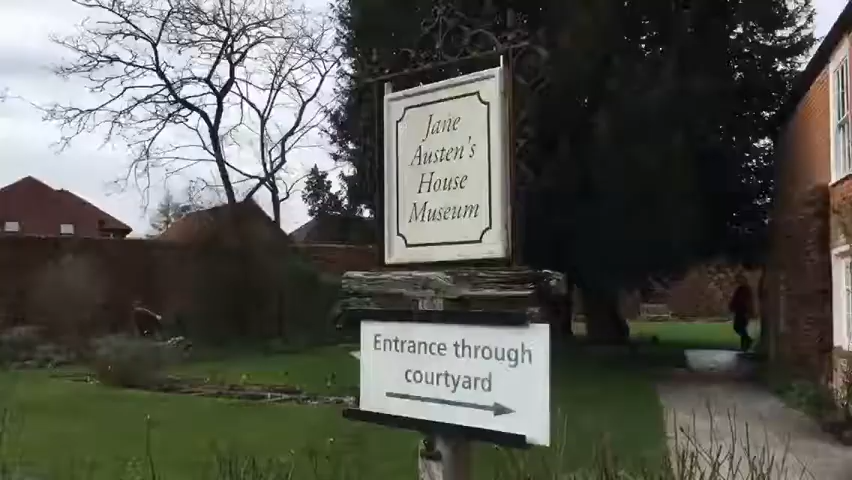 Jane
Austen's
House
Museum
Entrance through
courtyard